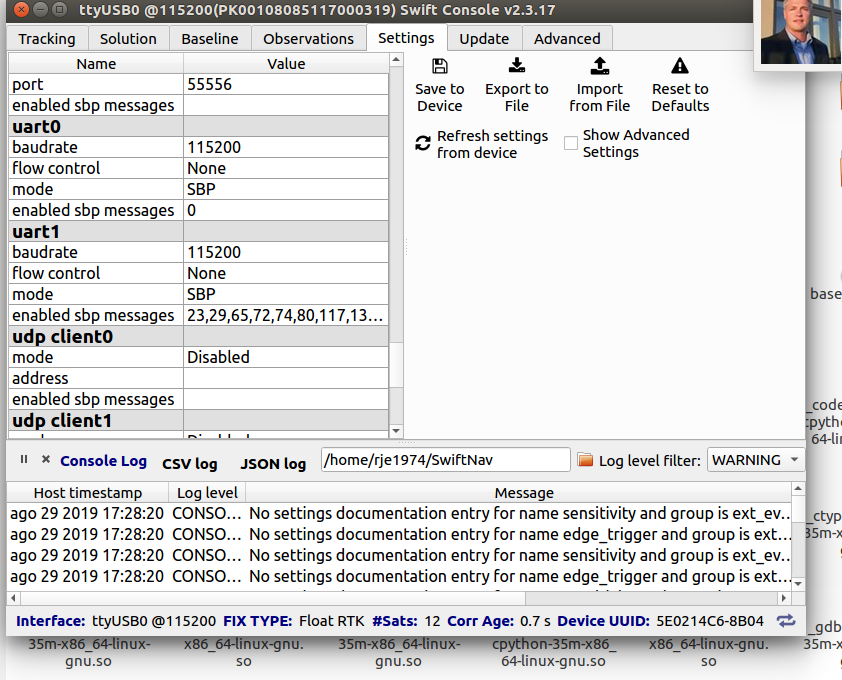 ttyUSB0 @115200(PK00108085117000319) Swift Console v2.3.17
Tracking Solution Baseline Observations Settings Update Advanced
Name Value
port 55556
enabled sbp messages
uart0
baudrate 115200
flow control None
mode SBP
enabled sbp messages 0
uart1
baudrate 115200
flow control None
mode SBP
enabled sbp messages 23,29,65,72,74,80,117,13...
udp client0
mode Disabled
address
enabled sbp messages
udp client1
Save to Device
Export to File
Import from File
Reset to Defaults
Refresh settings from device
Show Advanced Settings
Console Log CSV log JSON log /home/rje1974/SwiftNav Log level filter: WARNING
Host timestamp Log level Message
ago 29 2019 17:28:20 CONSO... No settings documentation entry for name sensitivity and group is ext_ev...
ago 29 2019 17:28:20 CONSO... No settings documentation entry for name edge_trigger and group is ext...
ago 29 2019 17:28:20 CONSO... No settings documentation entry for name sensitivity and group is ext_ev...
ago 29 2019 17:28:20 CONSO... No settings documentation entry for name edge_trigger and group is ext...
Interface: ttyUSB0 @115200 FIX TYPE: Float RTK #Sats: 12 Corr Age: 0.7 s Device UUID: 5E0214C6-8B04
base
_code
cpython-
64-lin
_ctyp
35m-x
_gdb
35m-x86_64-linux-gnu.so
x86_64-linux-gnu.so
35m-x86_64-linux-gnu.so
cpython-35m-x86_64-linux-gnu.so
x86_64-linux-gnu.so
35m-x